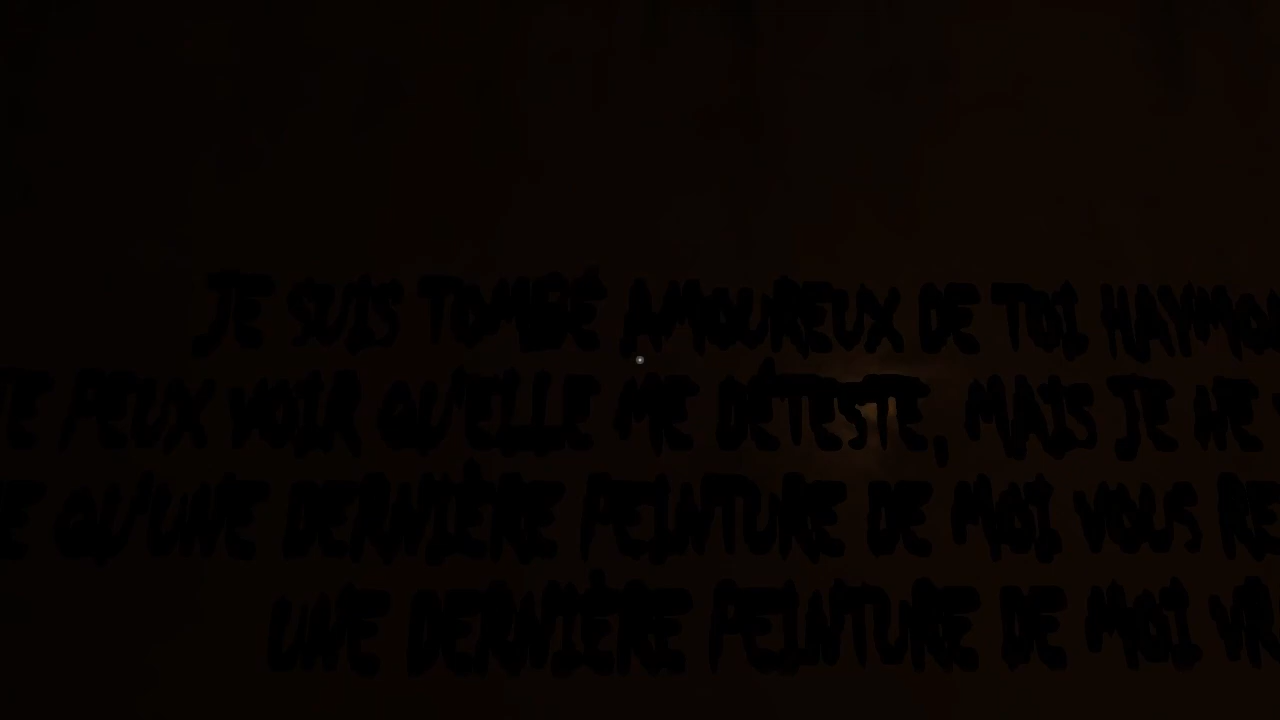 JE SUIS TOMBÉ AMOUREUX DE TOI
PEUX VOIR QU'ELLE ME DÉTESTE, MAIS JE NE
QU'UNE DERNIÈRE PEINTURE DE MOI VOUS
UNE DERNIÈRE PEINTURE DE MOI